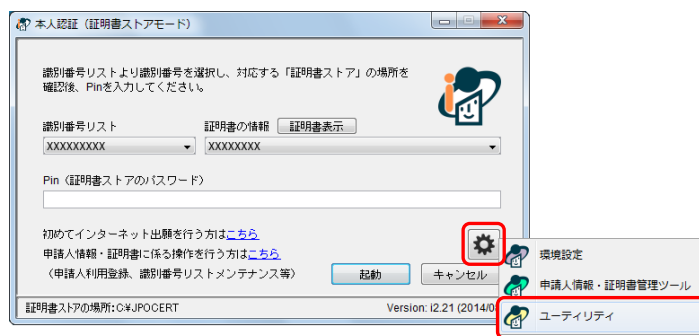 本人認証（証明書ストアモード）
識別番号リストより識別番号を選択し、対応する「証明書ストア」の場所を
確認後、Pinを入力してください。
識別番号リスト 証明書の情報 証明書表示
XXXXXXXXX XXXXXXXX
Pin（証明書ストアのパスワード）
初めてインターネット出願を行う方はこちら
申請人情報・証明書に係る操作を行う方はこちら
（申請人利用登録、識別番号リストメンテナンス等） 起動 キャンセル
証明書ストアの場所:C:¥JPOCERT Version: i2.21 (2014/0
環境設定
申請人情報・証明書管理ツール
ユーティリティ